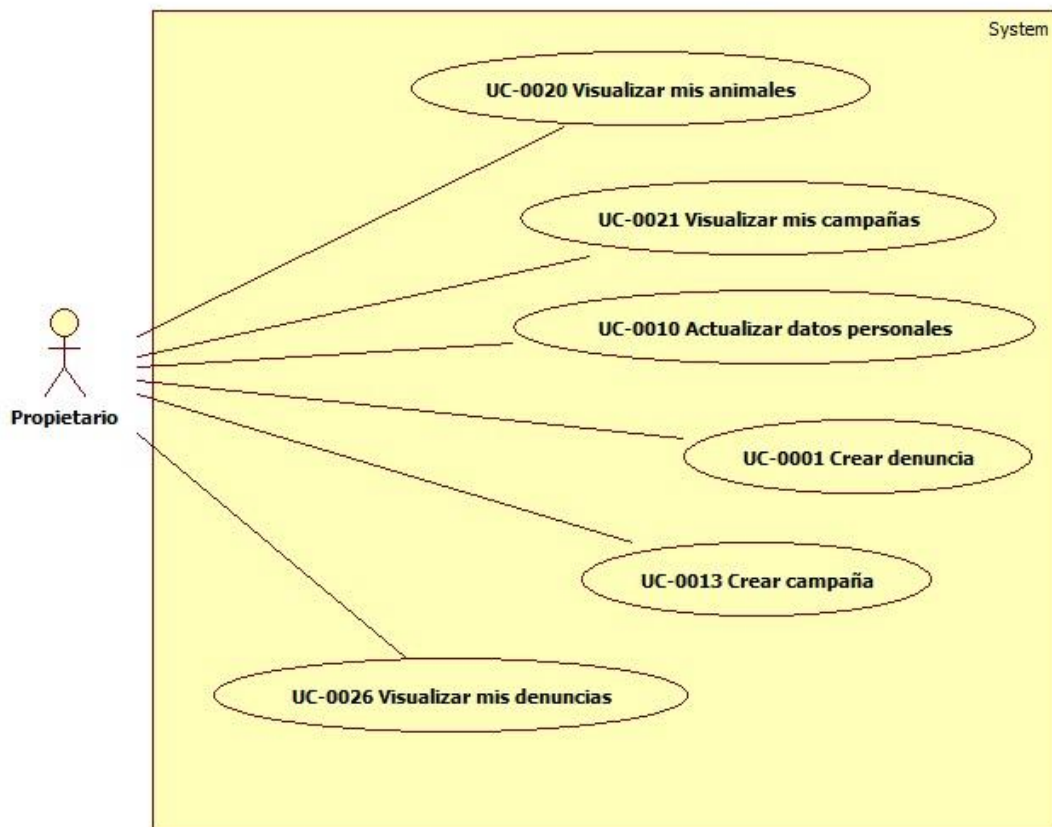 System
UC-0020 Visualizar mis animales
UC-0021 Visualizar mis campañas
UC-0010 Actualizar datos personales
Propietario
UC-0001 Crear denuncia
UC-0013 Crear campaña
UC-0026 Visualizar mis denuncias